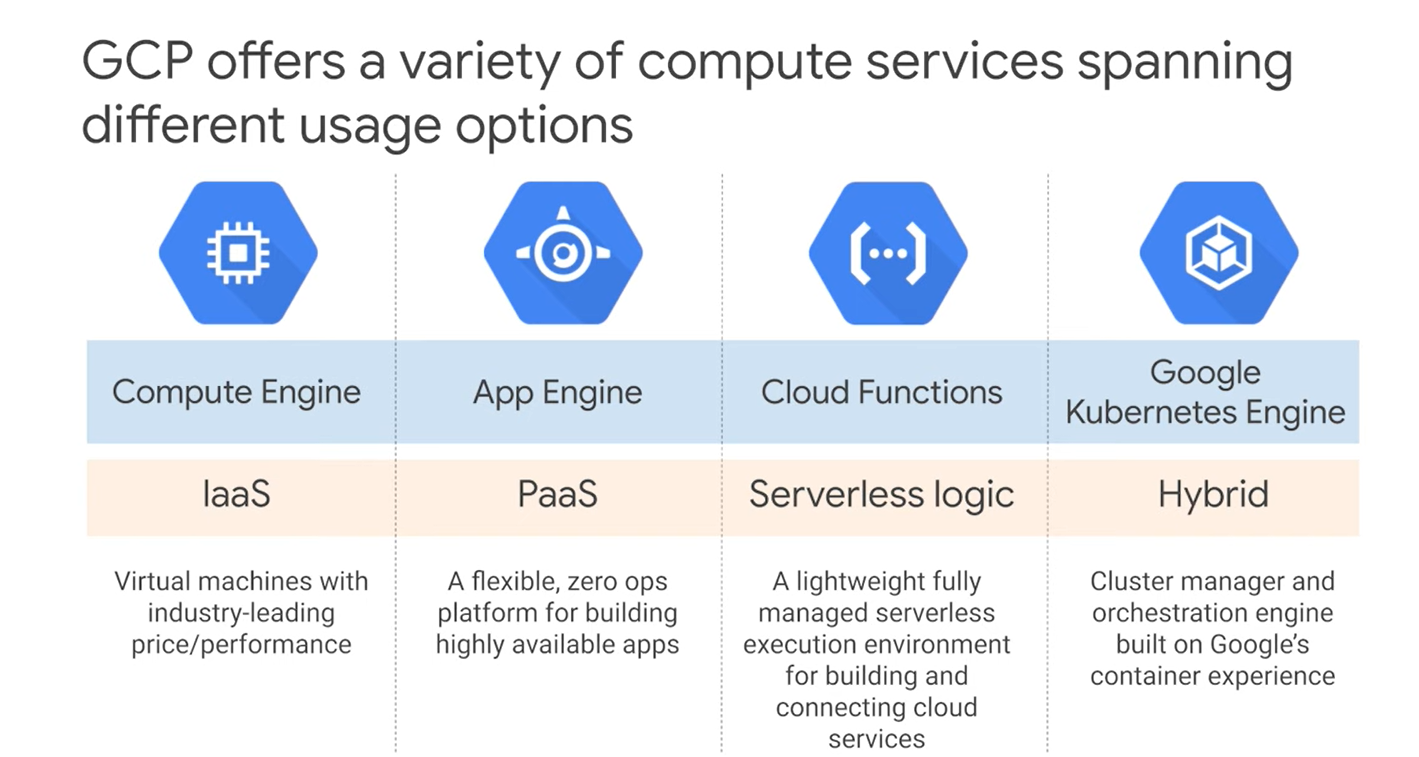 GCP offers a variety of compute services spanning
different usage options
Compute Engine
IaaS
Virtual machines with
industry-leading
price/performance
App Engine
PaaS
A flexible, zero ops
platform for building
highly available apps
Cloud Functions
Serverless logic
A lightweight fully
managed serverless
execution environment
for building and
connecting cloud
services
Google
Kubernetes Engine
Hybrid
Cluster manager and
orchestration engine
built on Google’s
container experience